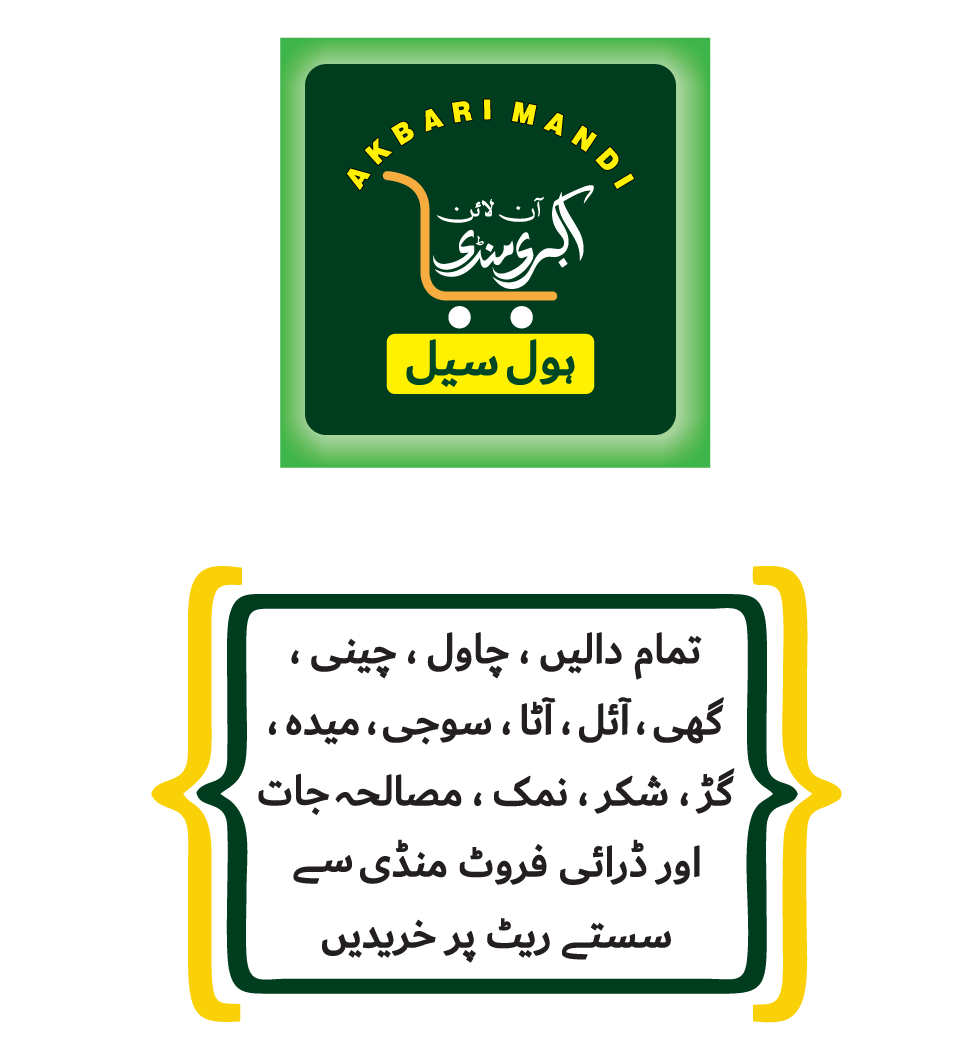 AKBARI MANDI
آن لائن
اکبری منڈی
ہول سیل
تمام دالیں ، چاول ، چینی ،
گھی ، آئل ، آٹا ، سوجی ، میدہ ،
گڑ ، شکر ، نمک ، مصالحہ جات
اور ڈرائی فروٹ منڈی سے
سستے ریٹ پر خریدیں